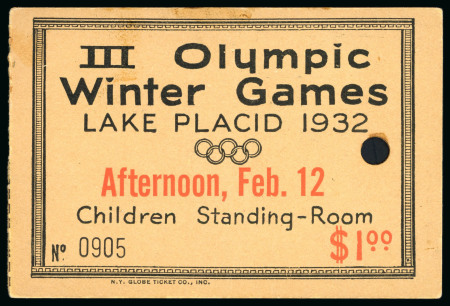 III Olympic
Winter Games
LAKE PLACID 1932
Afternoon, Feb. 12
Children Standing-Room
$1.00
Nº 0905
N.Y. GLOBE TICKET CO., INC.